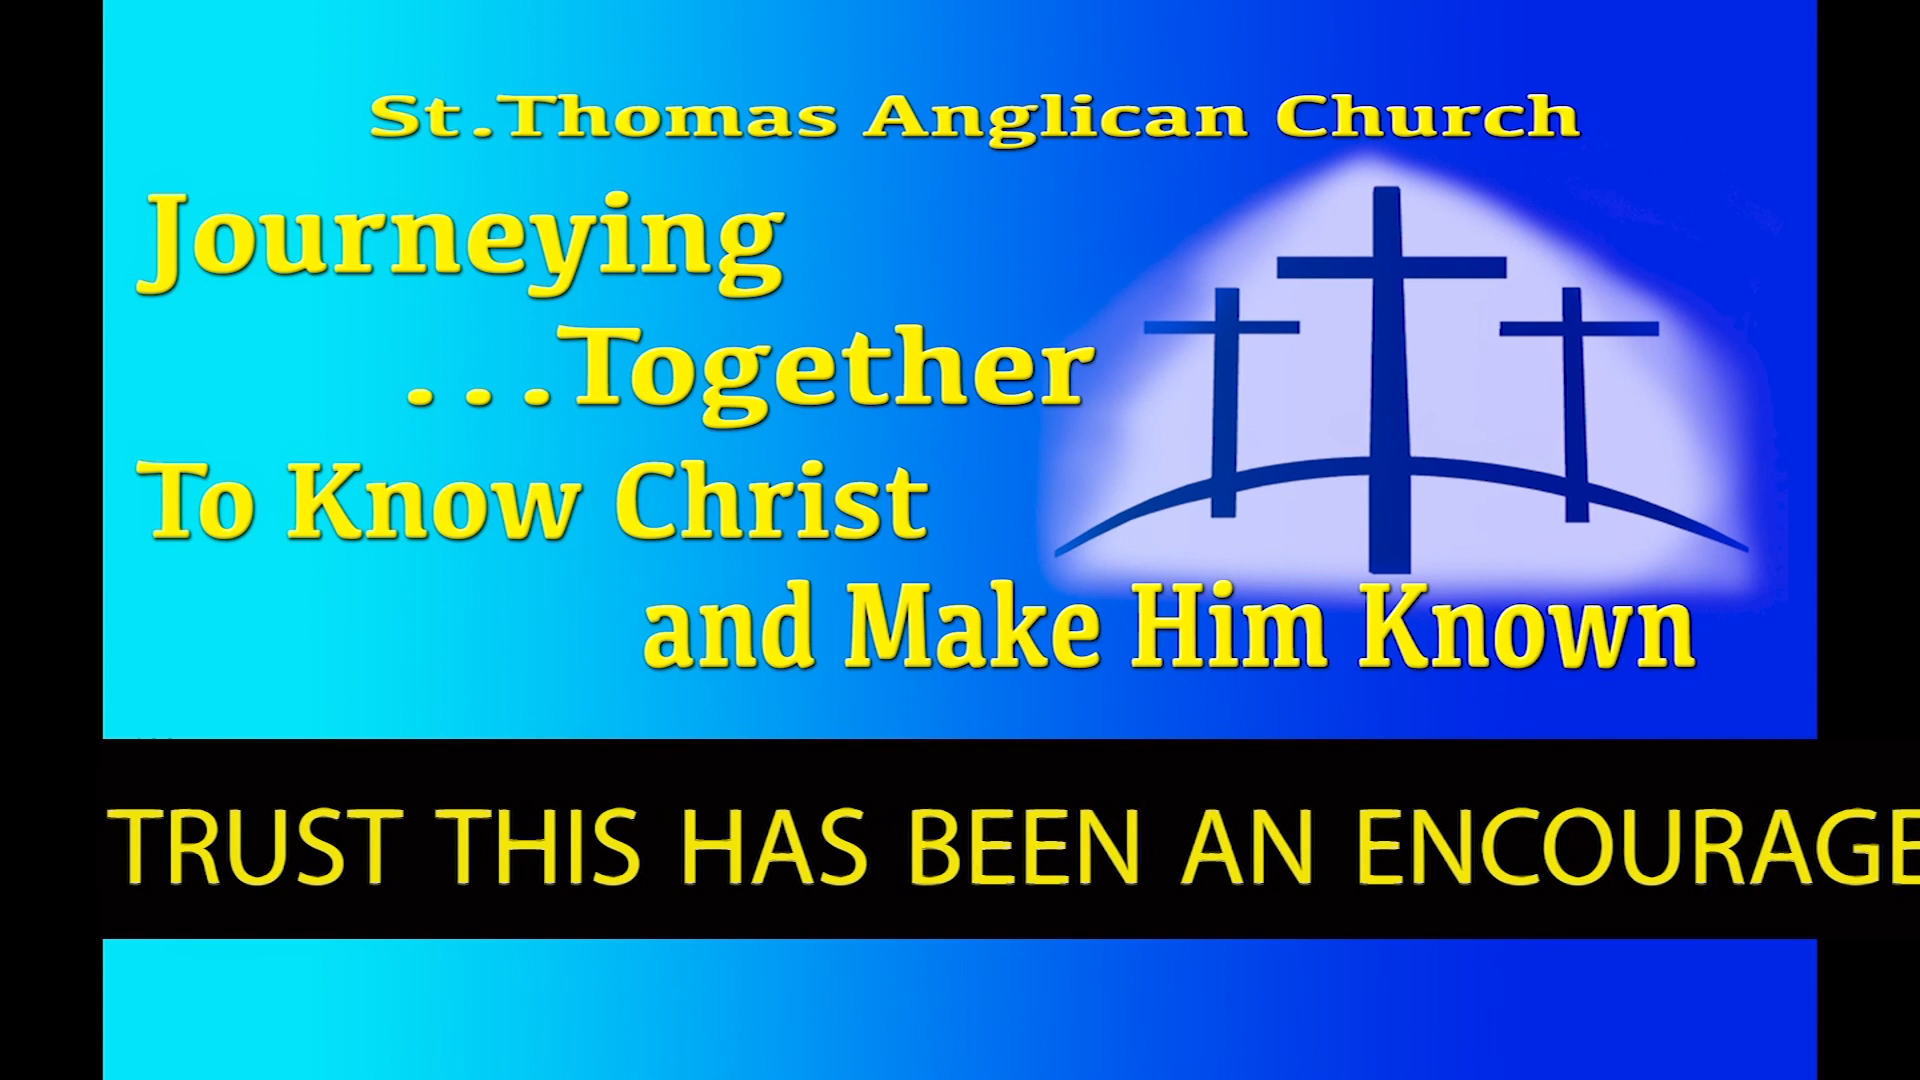 St.Thomas Anglican Church
Journeying
...Together
To Know Christ
and Make Him Known
TRUST THIS HAS BEEN AN ENCOURAGE